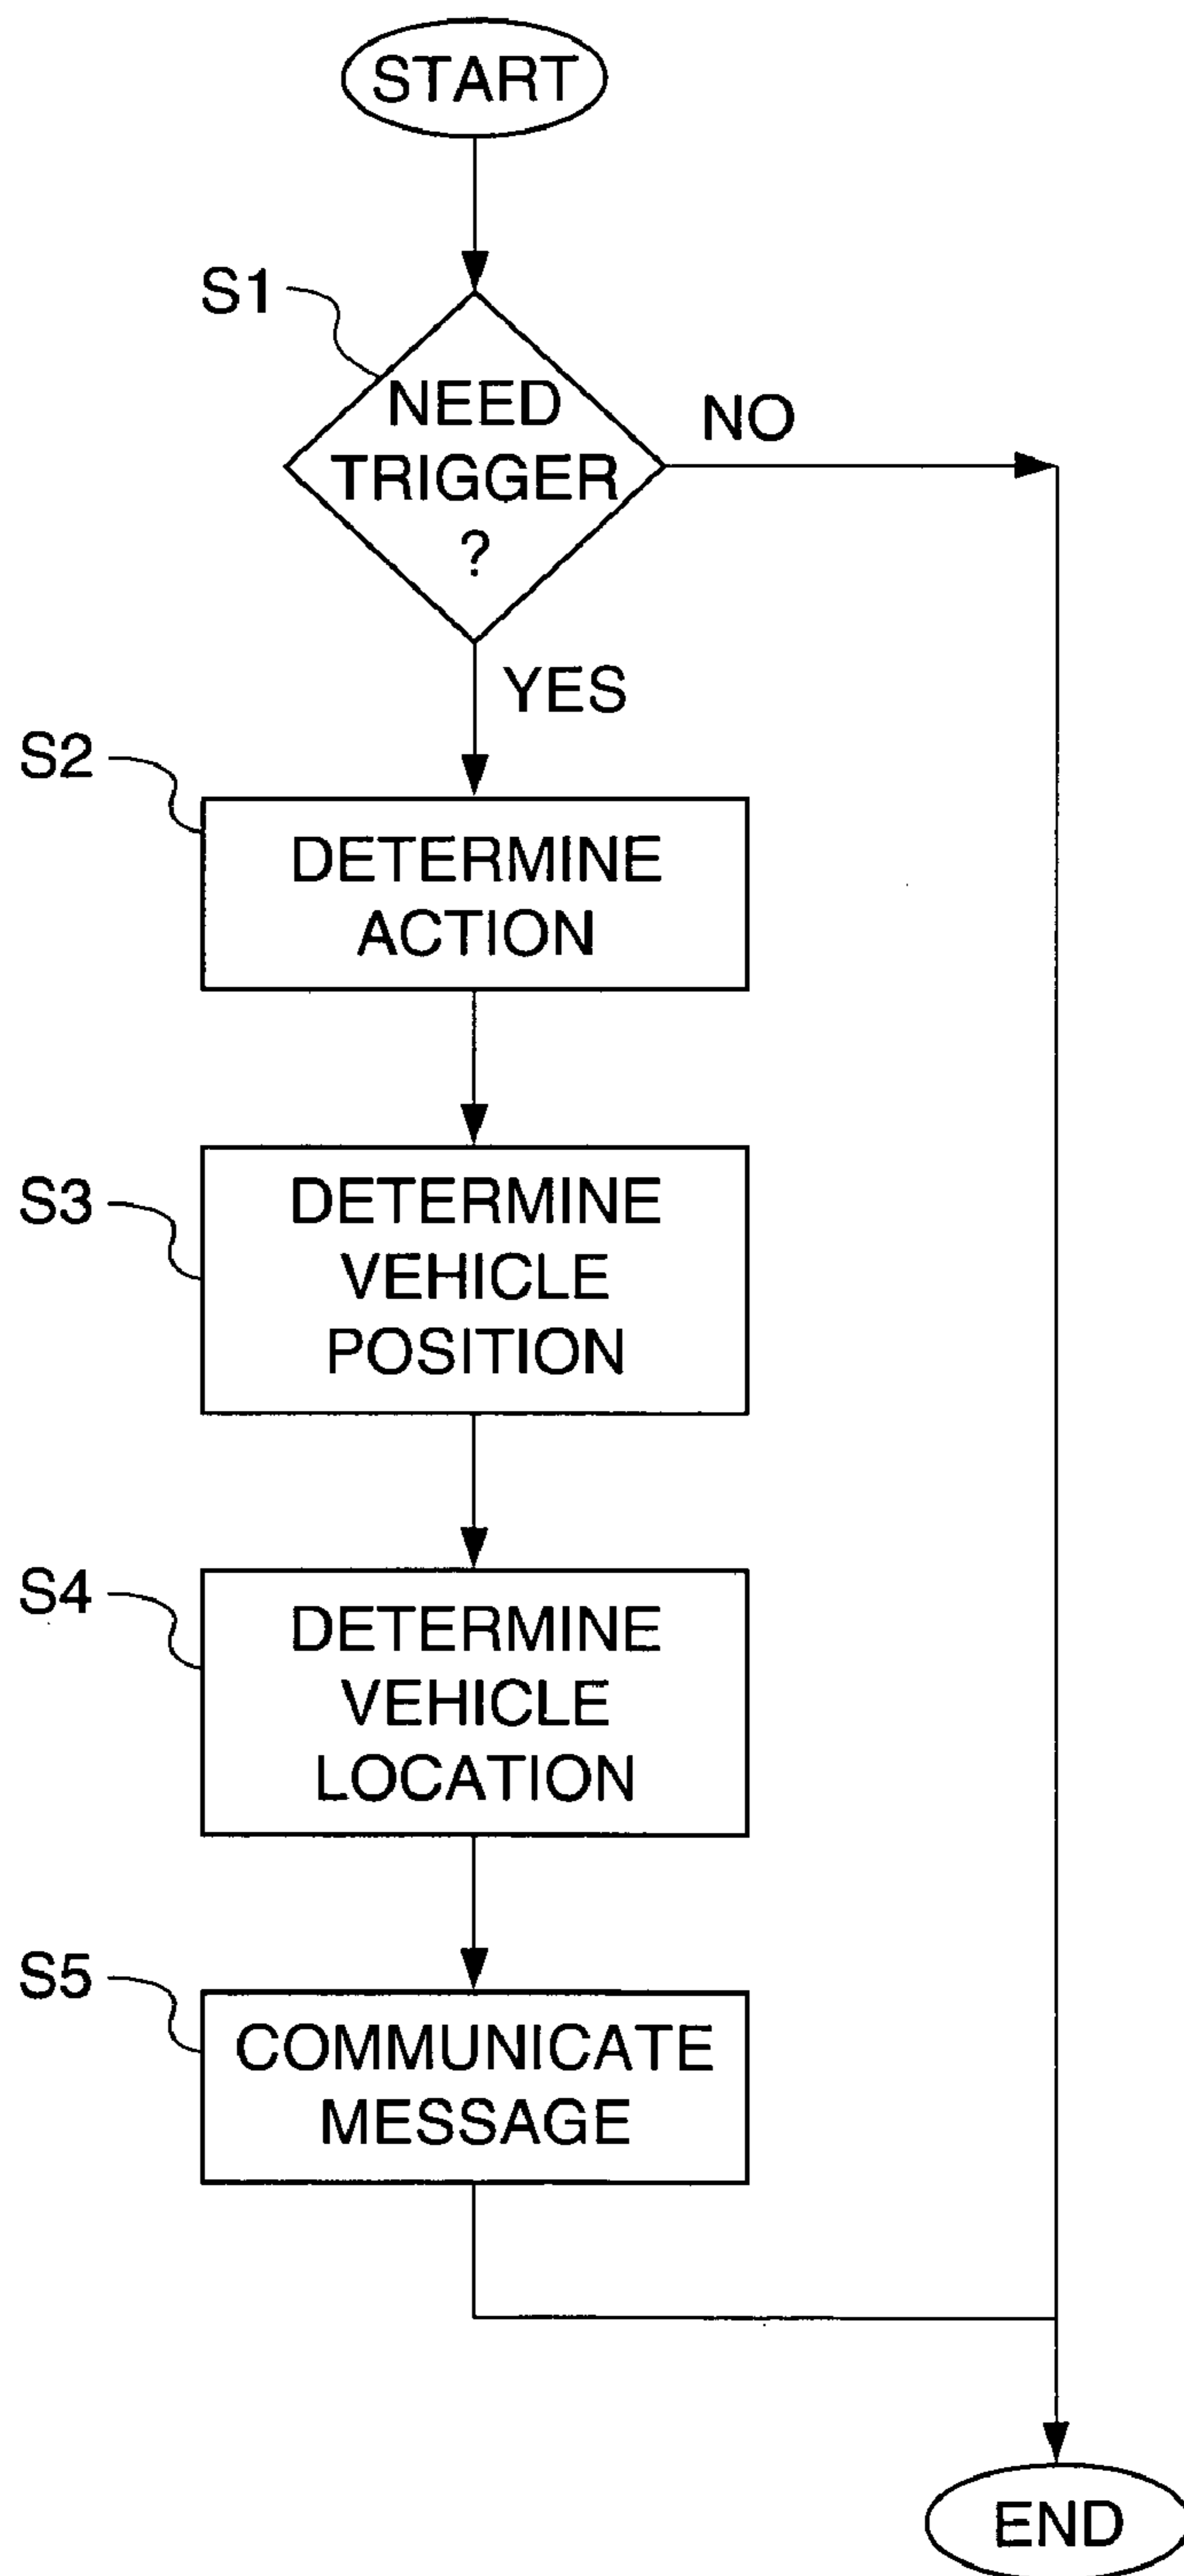 START
S1
NEED
TRIGGER
?
NO
YES
S2
DETERMINE
ACTION
S3
DETERMINE
VEHICLE
POSITION
S4
DETERMINE
VEHICLE
LOCATION
S5
COMMUNICATE
MESSAGE
END